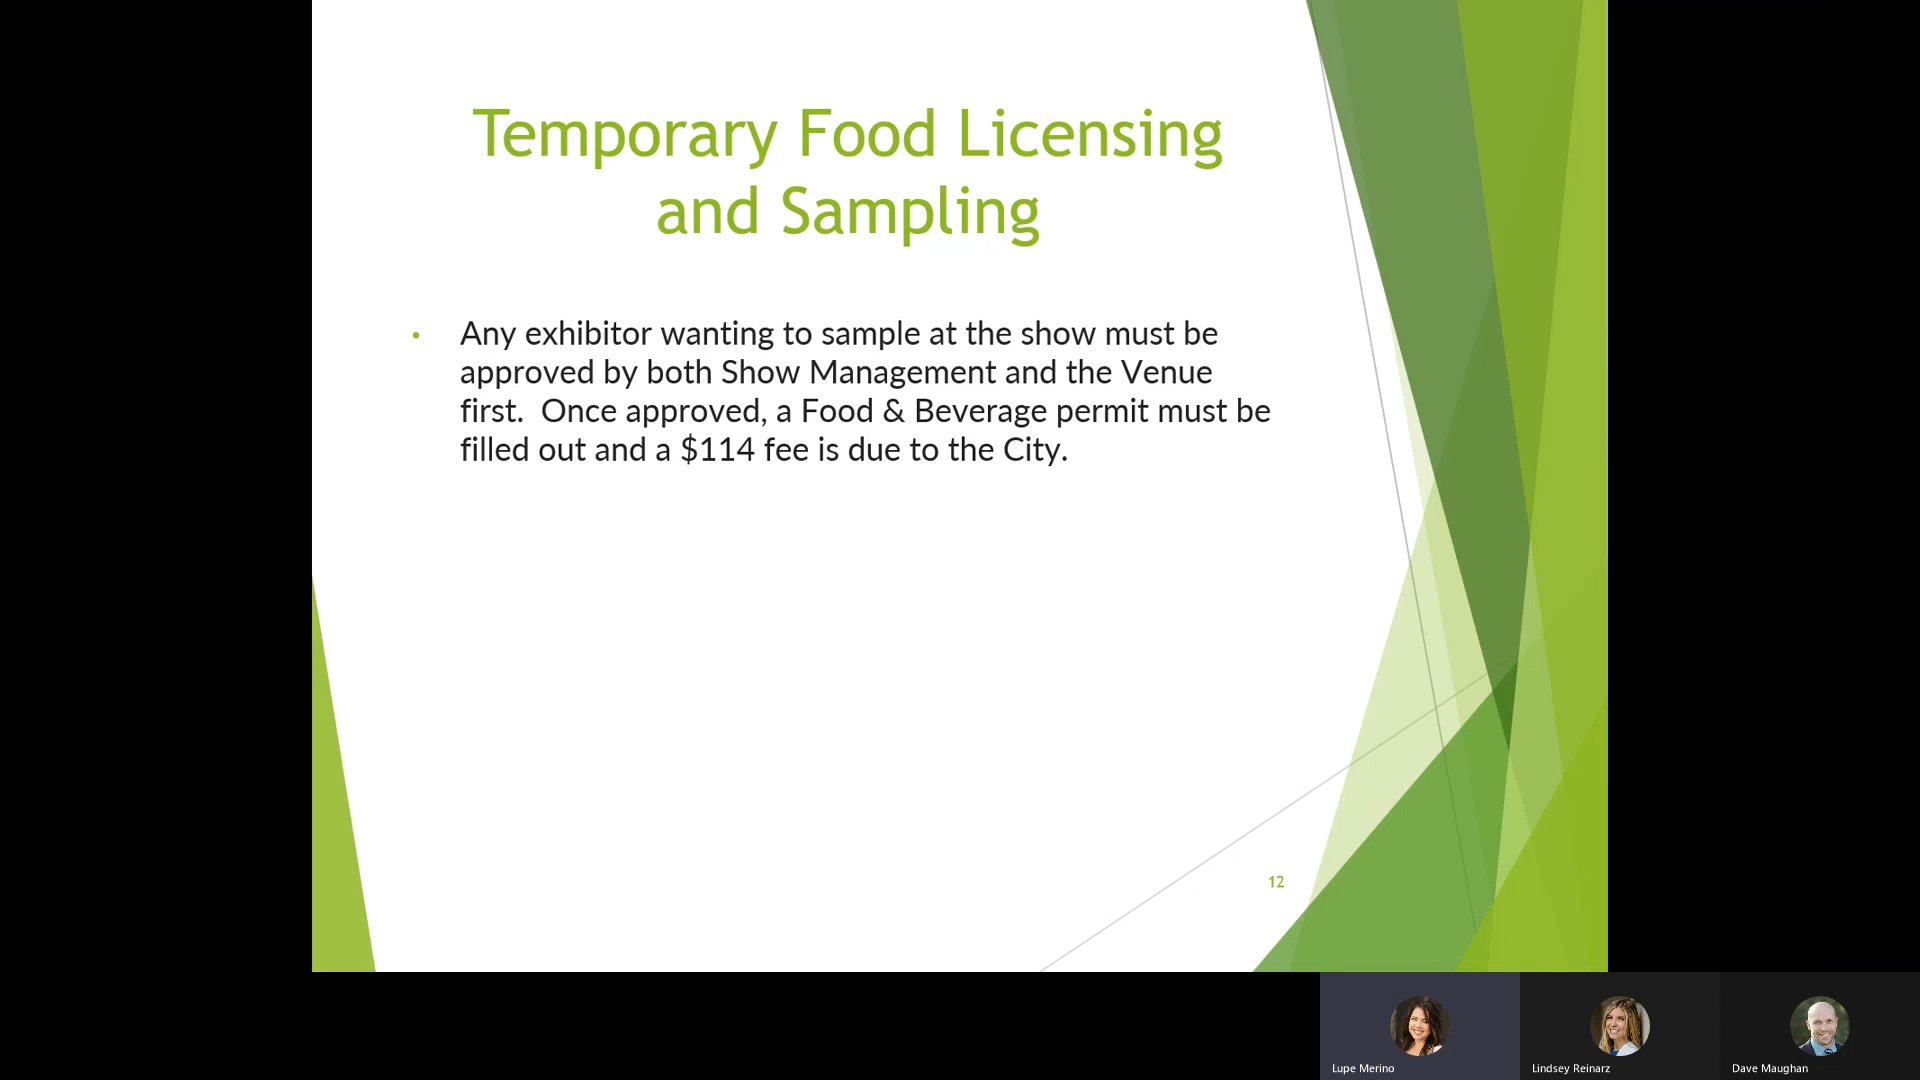 Temporary Food Licensing
and Sampling
• Any exhibitor wanting to sample at the show must be
approved by both Show Management and the Venue
first.  Once approved, a Food & Beverage permit must be
filled out and a $114 fee is due to the City.
12
Lupe Merino
Lindsey Reinarz
Dave Maughan